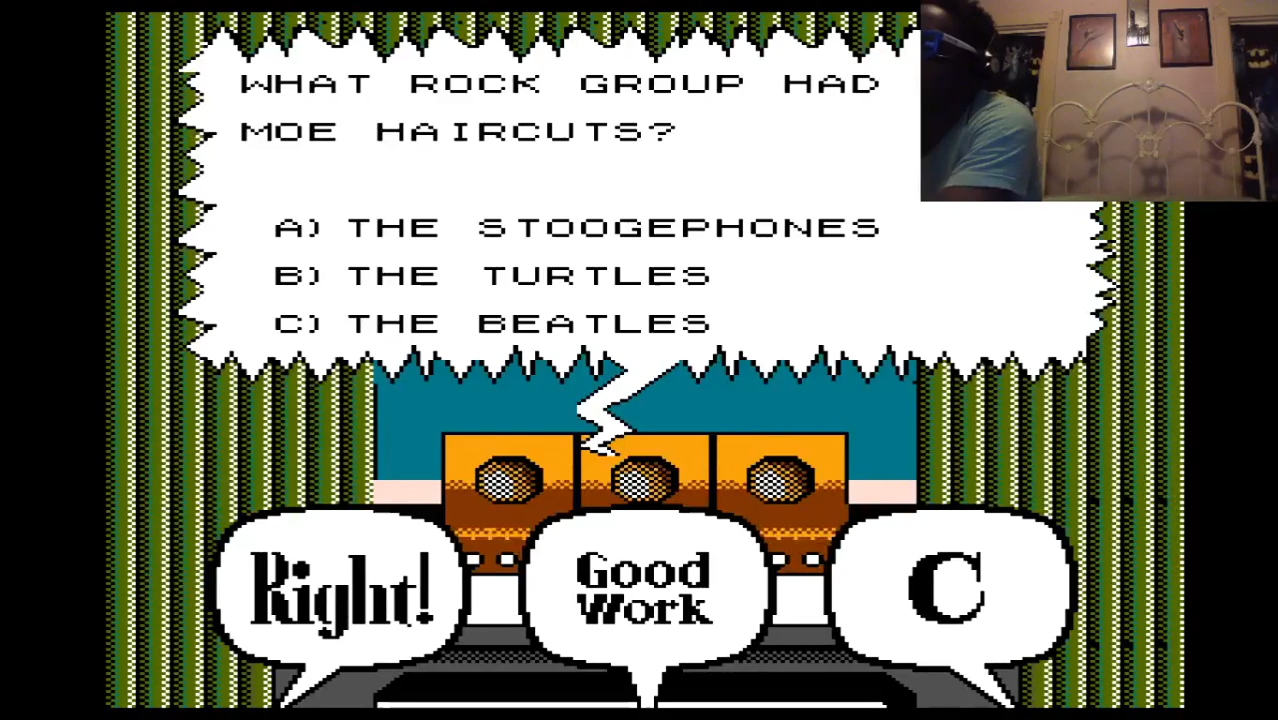 WHAT ROCK GROUP HAD
MOE HAIRCUTS?
A) THE STOOGEPHONES
B) THE TURTLES
C) THE BEATLES
Right!
Good
Work
C